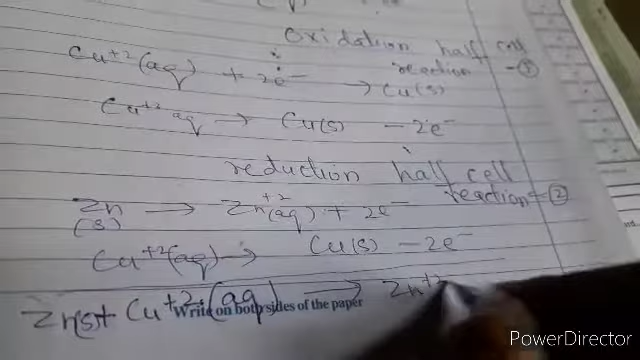 oxidation half cell
Cu+2(aq) + 2e- → Cu(s)
reaction -①
Cu+2 aq → Cu(s) -2e-
reduction half cell
reaction-②
Zn(s) → Zn+2(aq) + 2e-
Cu+2(aq) → Cu(s) -2e-
Zn(s)+ Cu+2(aq) → Zn+2
Write on both sides of the paper
PowerDirector